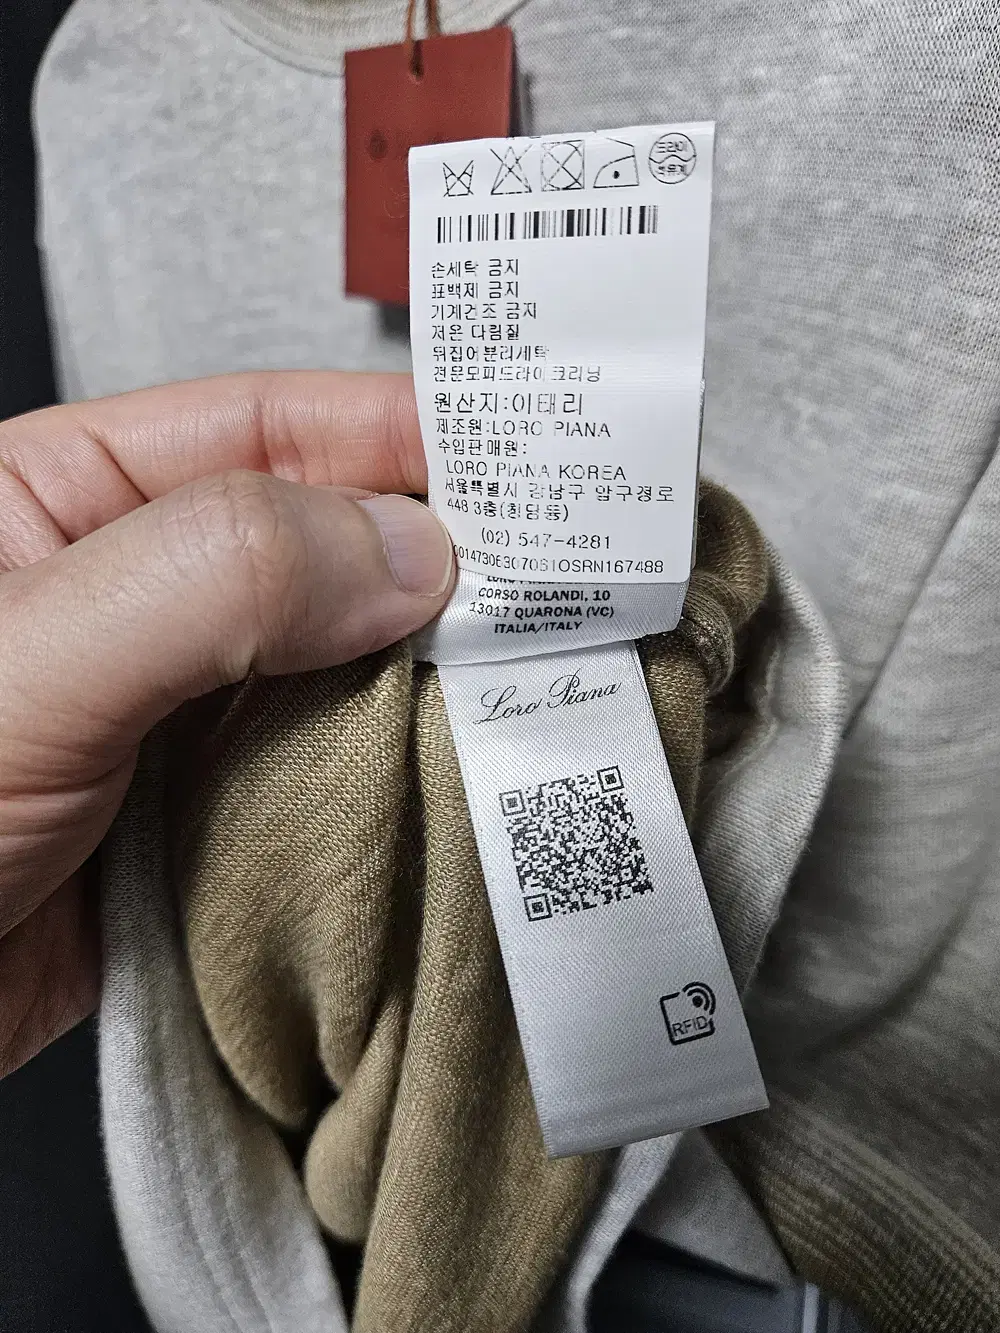 드라이
석유계
손세탁 금지
표백제 금지
기계건조 금지
저온 다림질
뒤집어분리세탁
전문모피드라이크리닝
원산지:이태리
제조원:LORO PIANA
수입판매원:
LORO PIANA KOREA
서울특별시 강남구 압구정로
448 3층(청담동)
(02) 547-4281
CORSO ROLANDI, 10
13017 QUARONA (VC)
ITALIA/ITALY
Loro Piana
RFID